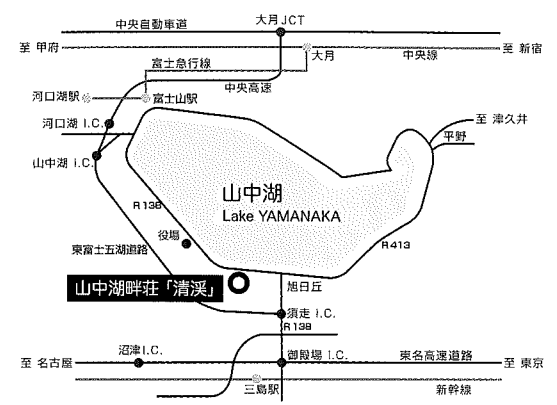 中央自動車道
大月JCT
至 甲府
至 新宿
大月
中央線
富士急行線
中央高速
河口湖駅
富士山駅
河口湖 I.C.
至 津久井
平野
山中湖 I.C.
山中湖
Lake YAMANAKA
R138
役場
東富士五湖道路
R413
山中湖畔荘「清渓」
旭日丘
須走 I.C.
R138
沼津I.C.
御殿場 I.C.
東名高速道路
至 名古屋
至 東京
三島駅
新幹線